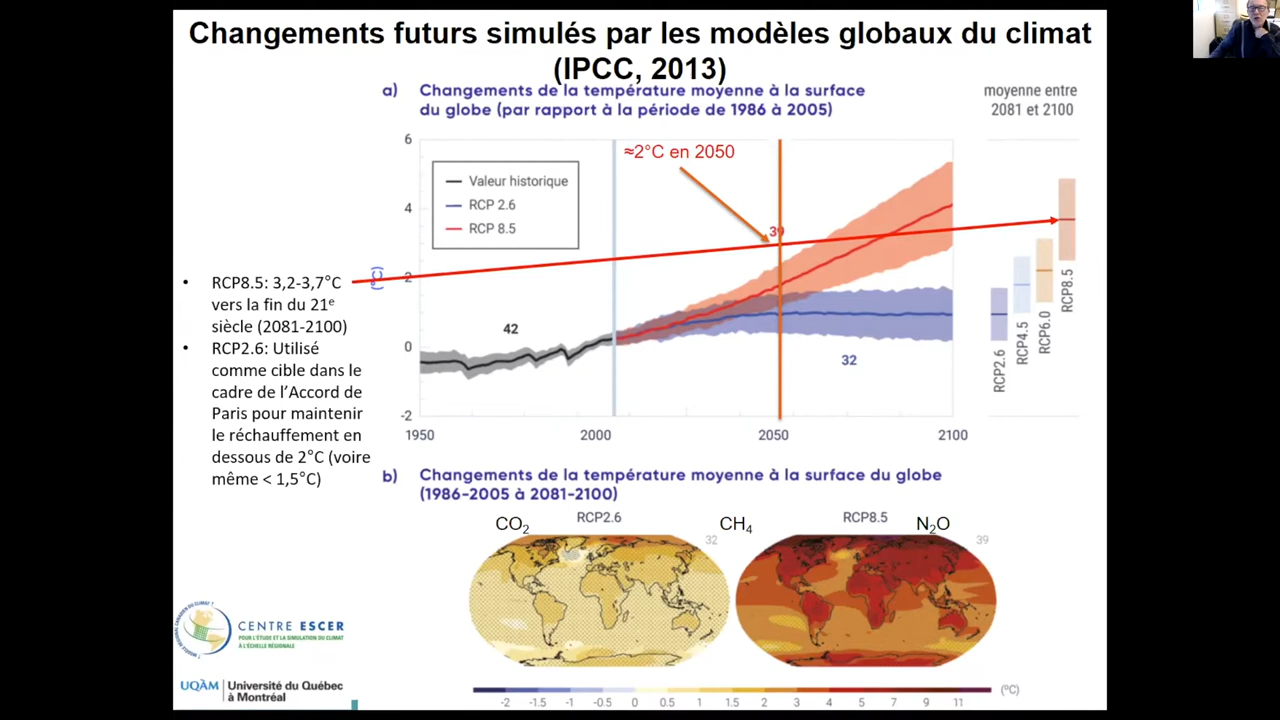 Changements futurs simulés par les modèles globaux du climat
(IPCC, 2013)
a) Changements de la température moyenne à la surface
du globe (par rapport à la période de 1986 à 2005)
moyenne entre
2081 et 2100
6
4
2
0
-2
(°C)
≈2°C en 2050
Valeur historique
RCP 2.6
RCP 8.5
42
39
32
1950
2000
2050
2100
RCP2.6
RCP4.5
RCP6.0
RCP8.5
• RCP8.5: 3,2-3,7°C
vers la fin du 21e
siècle (2081-2100)
• RCP2.6: Utilisé
comme cible dans le
cadre de l’Accord de
Paris pour maintenir
le réchauffement en
dessous de 2°C (voire
même < 1,5°C)
b) Changements de la température moyenne à la surface du globe
(1986-2005 à 2081-2100)
CO2 RCP2.6 CH4 RCP8.5 N2O
32
39
-2 -1.5 -1 -0.5 0 0.5 1 1.5 2 3 4 5 7 9 11 (ºC)
CENTRE ESCER
POUR L'ÉTUDE ET LA SIMULATION DU CLIMAT
À L'ÉCHELLE RÉGIONALE
UQÀM Université du Québec
à Montréal